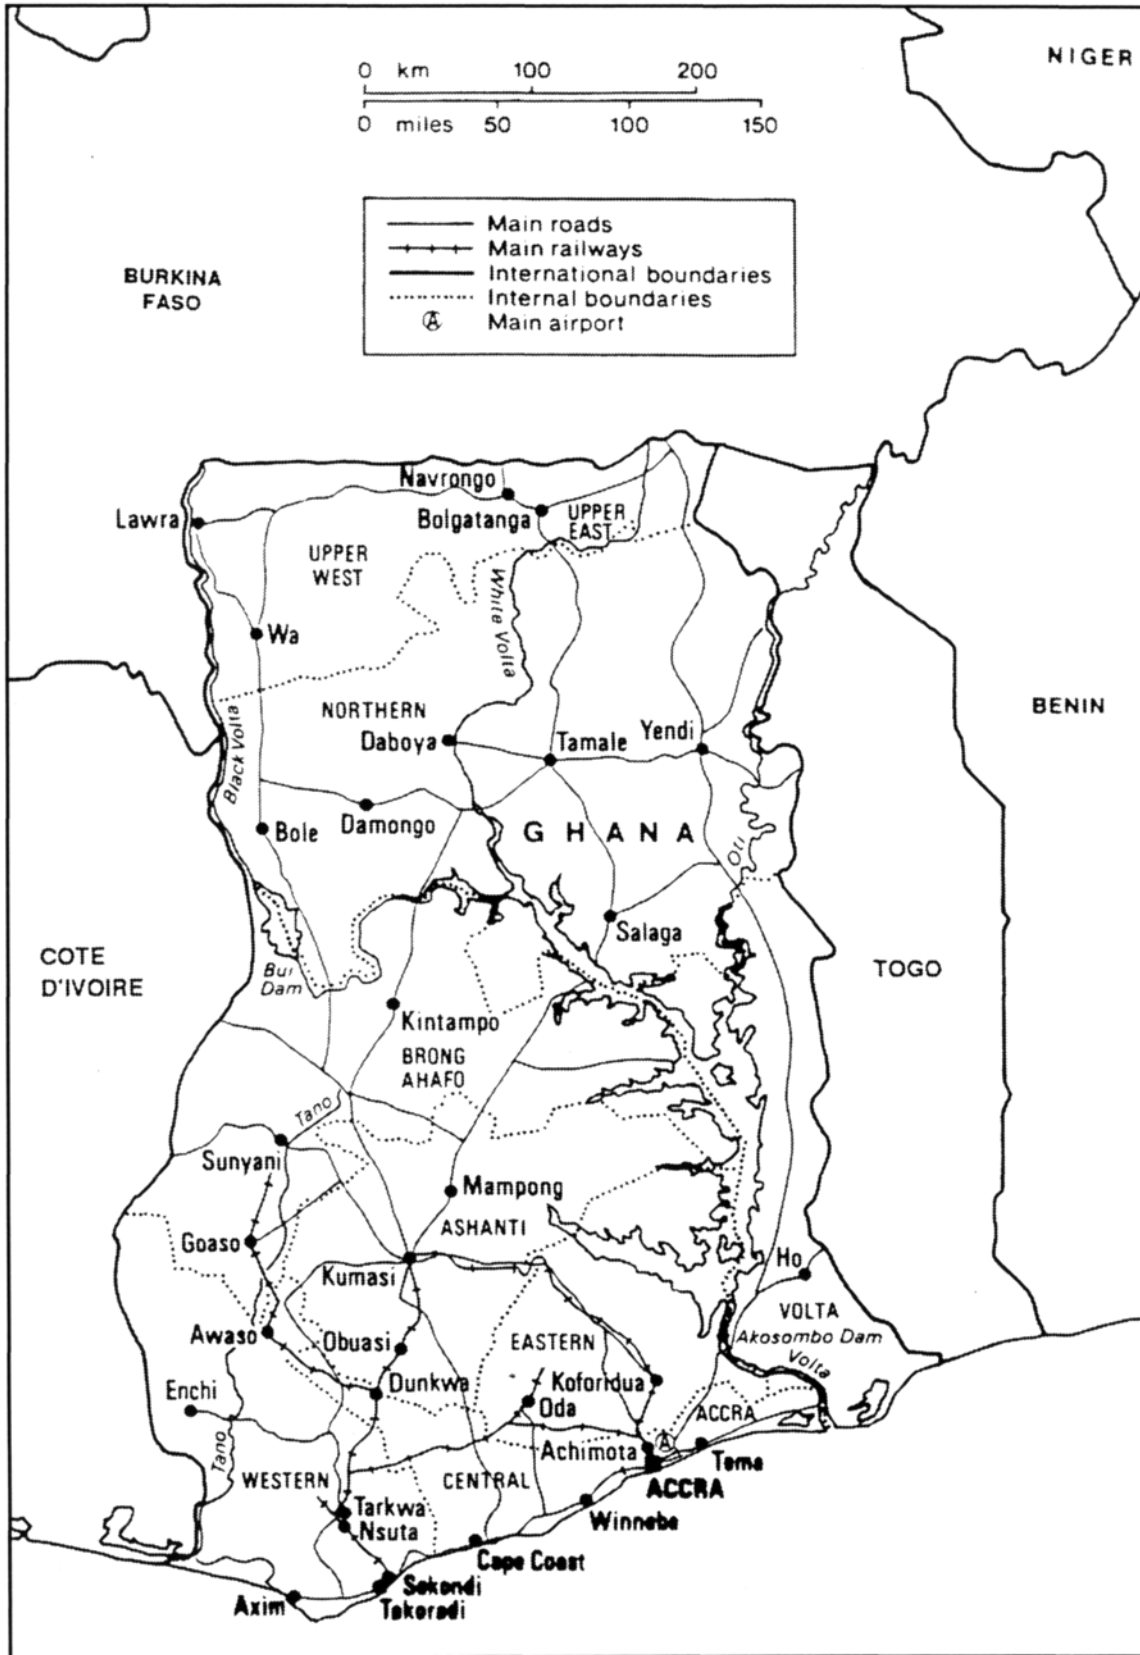 NIGER
0 km 100 200
0 miles 50 100 150
Main roads
Main railways
International boundaries
Internal boundaries
A Main airport
BURKINA
FASO
Navrongo
Lawra
Bolgatanga
UPPER
EAST
UPPER
WEST
White Volta
Wa
NORTHERN
Black Volta
Daboya
Tamale
Yendi
BENIN
Damongo
Bole
GHANA
Oti
Salaga
COTE
D'IVOIRE
Bui
Dam
TOGO
Kintampo
BRONG
AHAFO
Tano
Sunyani
Mampong
ASHANTI
Goaso
Kumasi
Ho
VOLTA
Awaso
Obuasi
EASTERN
Akosombo Dam
Volta
Enchi
Dunkwa
Koforidua
Oda
ACCRA
Tano
Achimota
A
Tema
WESTERN
CENTRAL
ACCRA
Tarkwa
Nsuta
Winneba
Cape Coast
Sekondi
Takoradi
Axim